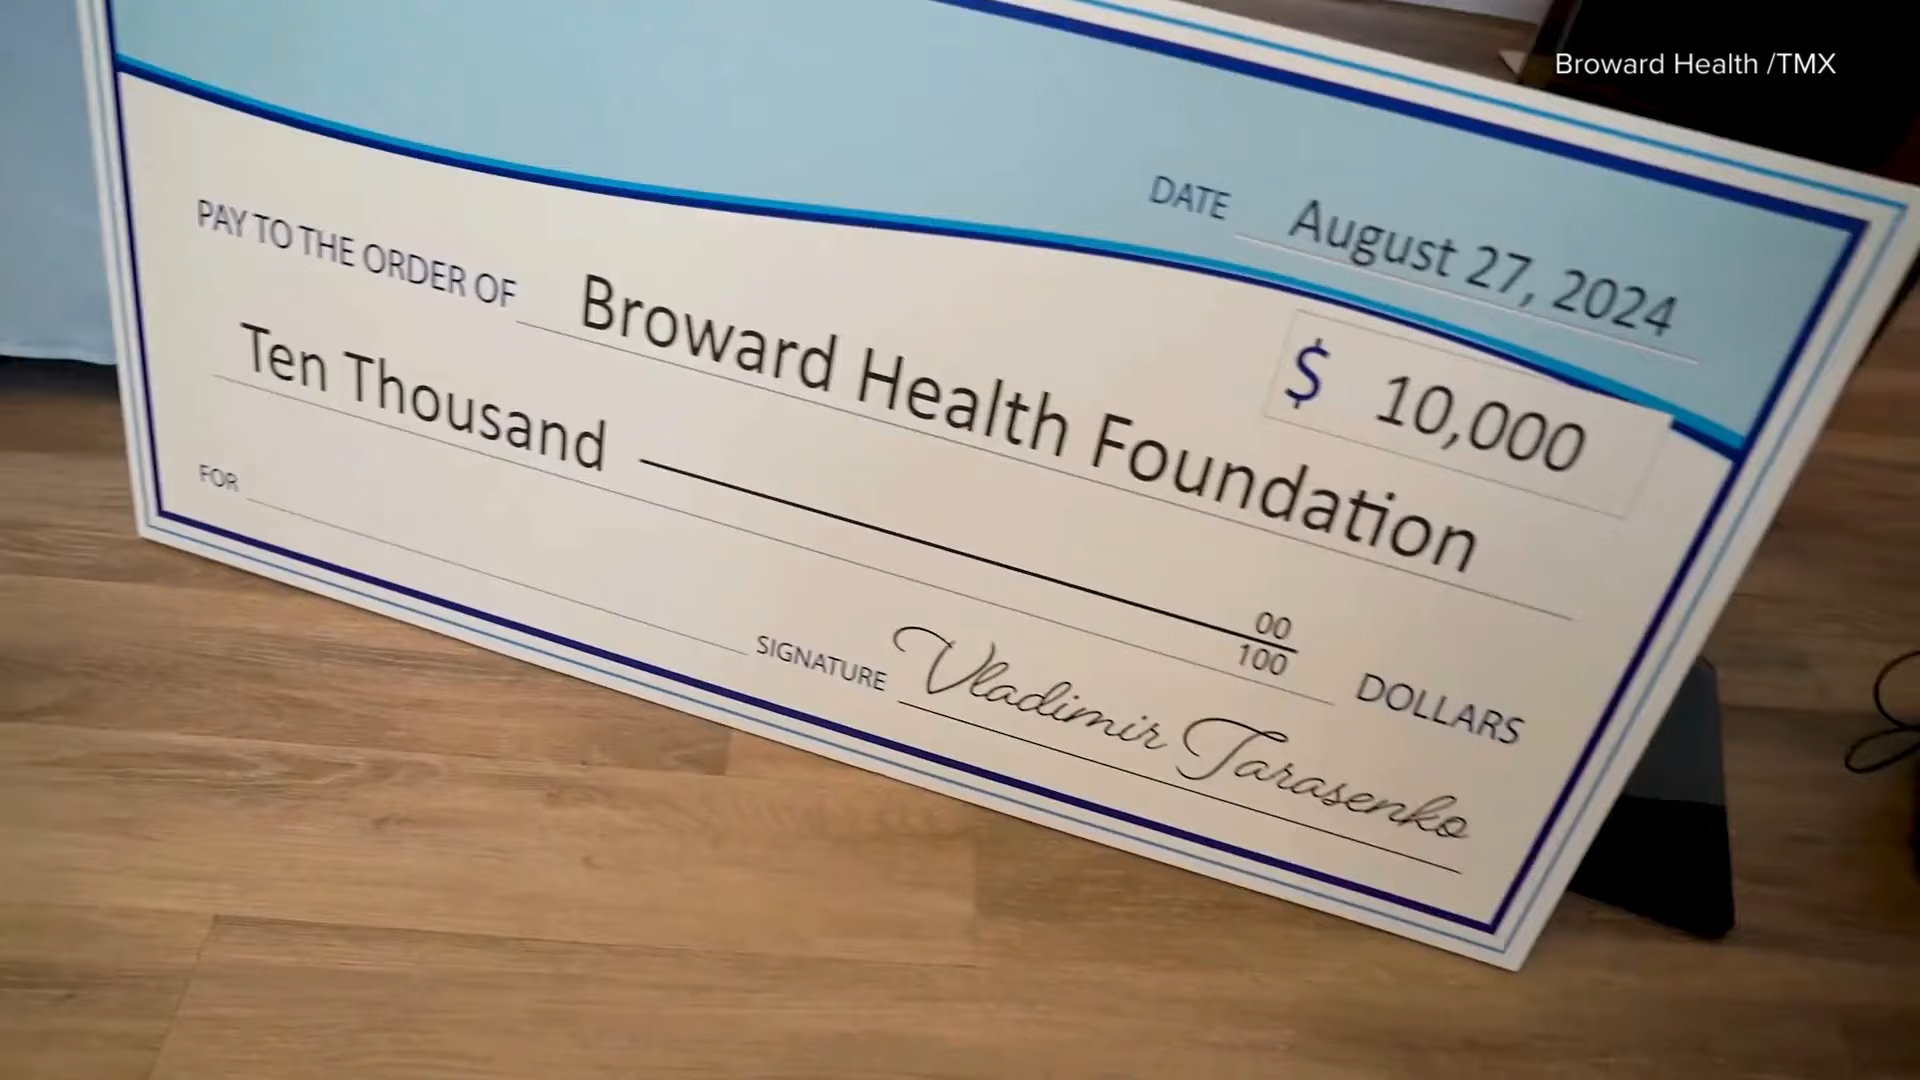 Broward Health /TMX
DATE August 27, 2024
PAY TO THE ORDER OF Broward Health Foundation
$ 10,000
Ten Thousand 00/100 DOLLARS
FOR
SIGNATURE Vladimir Tarasenko